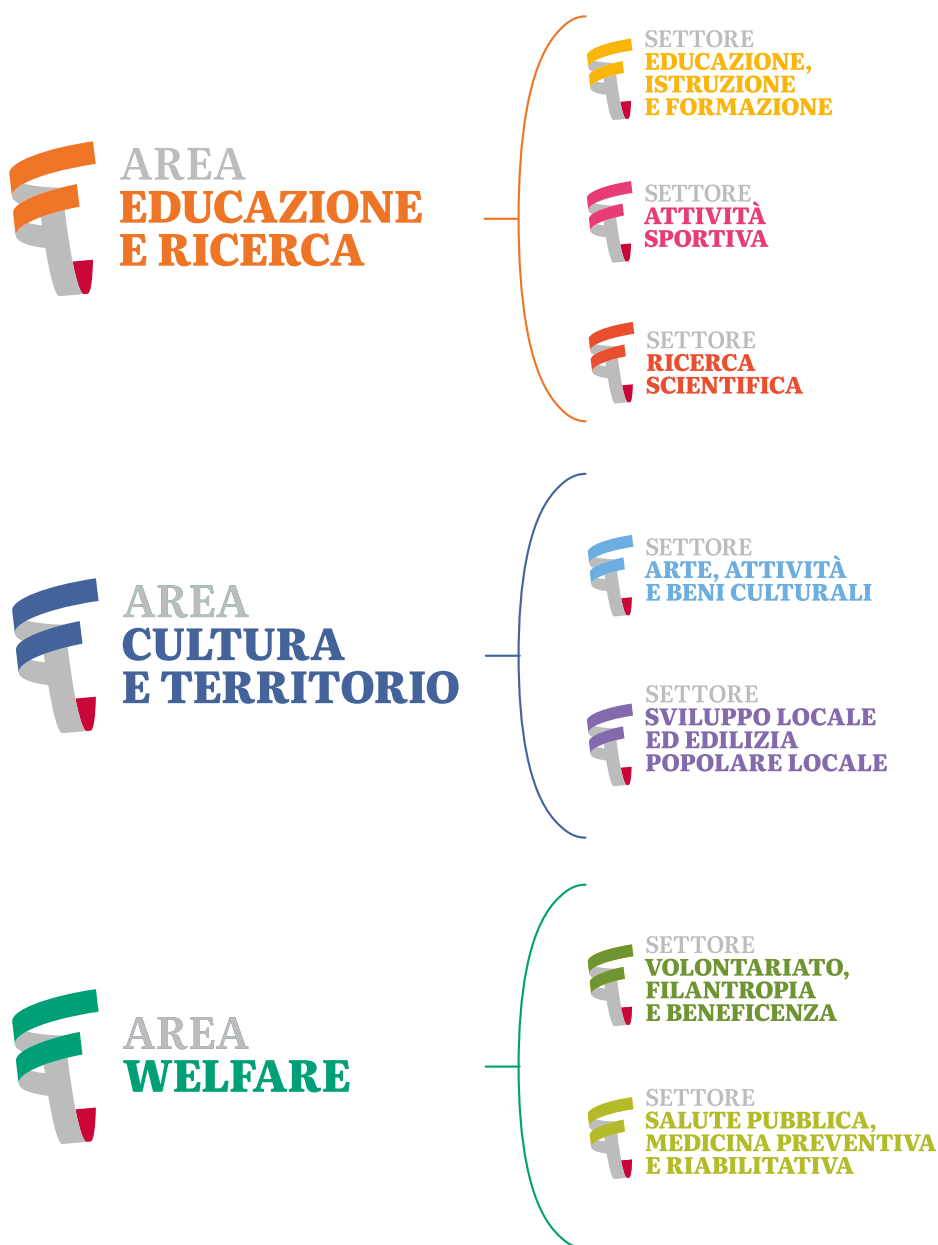 AREA
EDUCAZIONE
E RICERCA
SETTORE
EDUCAZIONE,
ISTRUZIONE
E FORMAZIONE
SETTORE
ATTIVITÀ
SPORTIVA
SETTORE
RICERCA
SCIENTIFICA
AREA
CULTURA
E TERRITORIO
SETTORE
ARTE, ATTIVITÀ
E BENI CULTURALI
SETTORE
SVILUPPO LOCALE
ED EDILIZIA
POPOLARE LOCALE
AREA
WELFARE
SETTORE
VOLONTARIATO,
FILANTROPIA
E BENEFICENZA
SETTORE
SALUTE PUBBLICA,
MEDICINA PREVENTIVA
E RIABILITATIVA